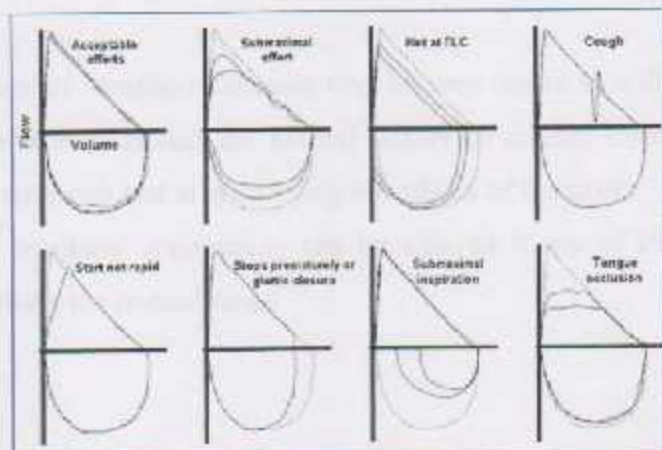 Acceptable
efforts
Submaximal
effort
Not at TLC
Cough
Flow
Volume
Start not rapid
Stops prematurely or
glottic closure
Submaximal
inspiration
Tongue
occlusion